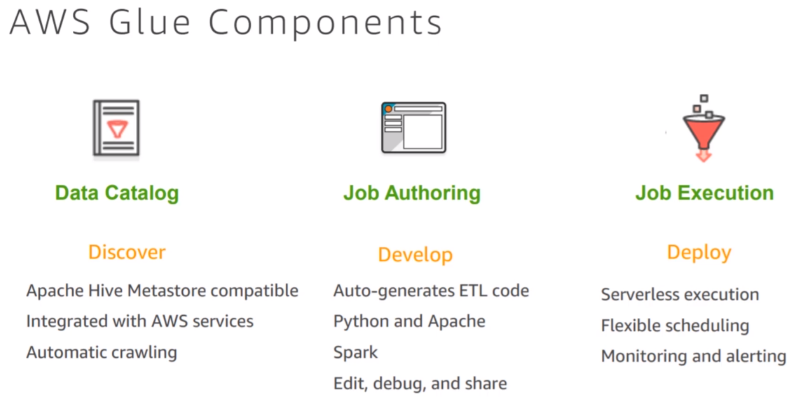 AWS Glue Components
Data Catalog
Discover
Apache Hive Metastore compatible
Integrated with AWS services
Automatic crawling
Job Authoring
Develop
Auto-generates ETL code
Python and Apache
Spark
Edit, debug, and share
Job Execution
Deploy
Serverless execution
Flexible scheduling
Monitoring and alerting